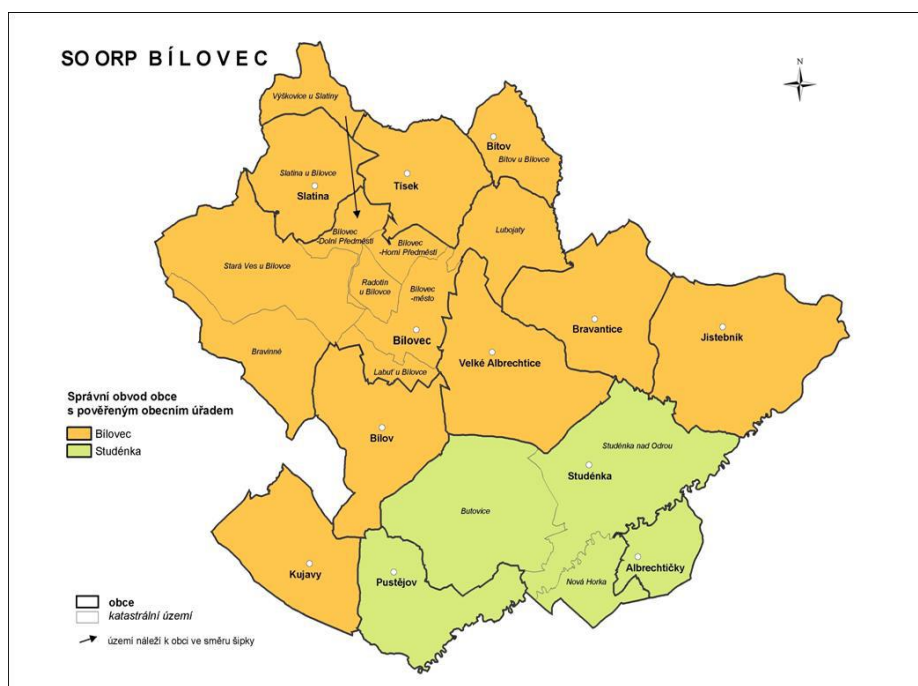 SO ORP BÍLOVEC
N
Výškovice u Slatiny
Bítov
Bítov u Bílovce
Slatina u Bílovce
Slatina
Tísek
Bílovec
-Dolní Předměstí
Bílovec
-Horní Předměstí
Lubojaty
Stará Ves u Bílovce
Radotín
u Bílovce
Bílovec
-město
Bravantice
Jistebník
Bílovec
Bravinné
Velké Albrechtice
Labuť u Bílovce
Správní obvod obce
s pověřeným obecním úřadem
Bílovec
Studénka
Bílov
Studénka nad Odrou
Studénka
Butovice
Kujavy
Pustějov
Nová Horka
Albrechtičky
obce
katastrální území
území náleží k obci ve směru šipky